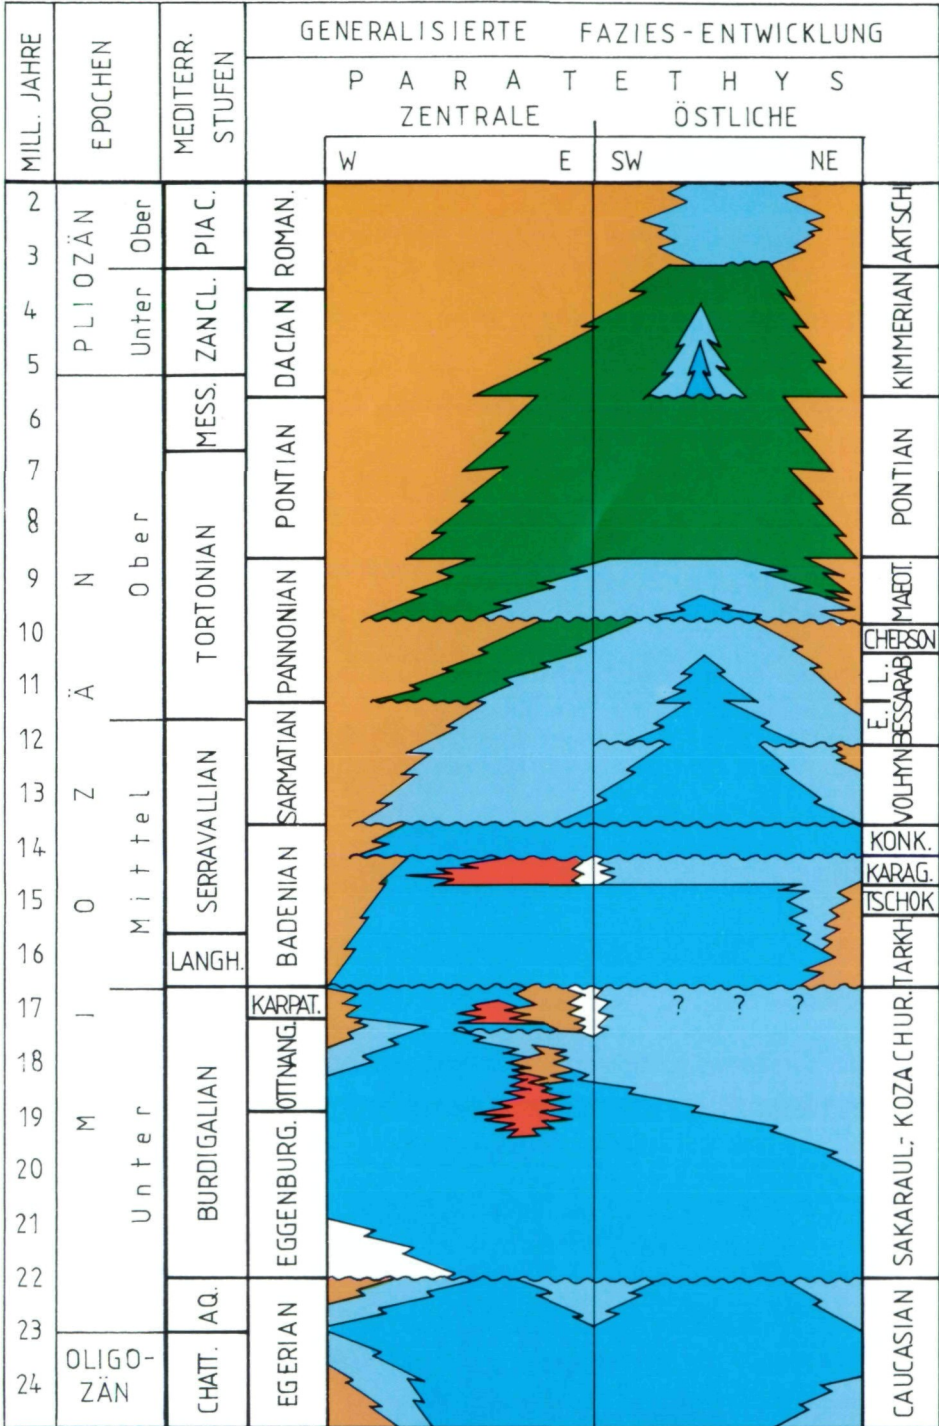 GENERALISIERTE FAZIES-ENTWICKLUNG
PARATETHYS
ZENTRALE ÖSTLICHE
W E SW NE
MILL. JAHRE
EPOCHEN
MEDITERR.
STUFEN
2
3
4
5
6
7
8
9
10
11
12
13
14
15
16
17
18
19
20
21
22
23
24
PLIOZÄN
Ober
Unter
MIOZÄN
Ober
Mittel
Unter
OLIGO-
ZÄN
PIAC.
ZANCL.
MESS.
TORTONIAN
SERRAVALLIAN
LANGH.
BURDIGALIAN
AQ.
CHATT.
ROMAN.
DACIAN
PONTIAN
PANNONIAN
SARMATIAN
BADENIAN
KARPAT.
OTTNANG.
EGGENBURG.
EGERIAN
? ? ?
AKTSCH.
KIMMERIAN
PONTIAN
MAEOT.
CHERSON
E. L.
BESSARAB
VOLHYN
KONK.
KARAG.
TSCHOK
TARKH.
SAKARAUL.- KOZACHUR.
CAUCASIAN